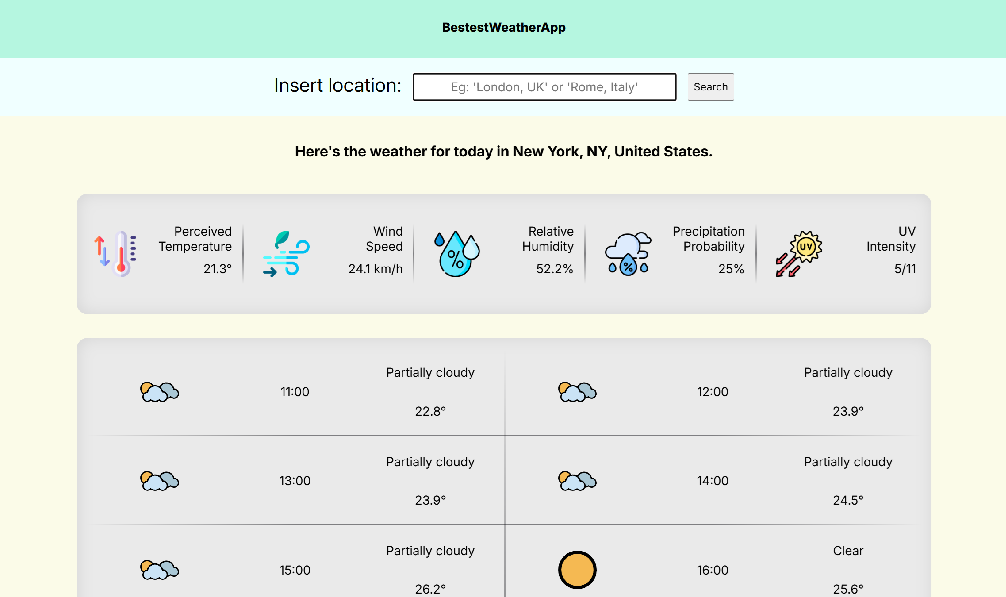 BestestWeatherApp
Insert location:
Eg: 'London, UK' or 'Rome, Italy'
Search
Here's the weather for today in New York, NY, United States.
Perceived
Temperature
21.3°
Wind
Speed
24.1 km/h
%
Relative
Humidity
52.2%
%
Precipitation
Probability
25%
UV
UV
Intensity
5/11
11:00
Partially cloudy
22.8°
12:00
Partially cloudy
23.9°
13:00
Partially cloudy
23.9°
14:00
Partially cloudy
24.5°
15:00
Partially cloudy
26.2°
16:00
Clear
25.6°